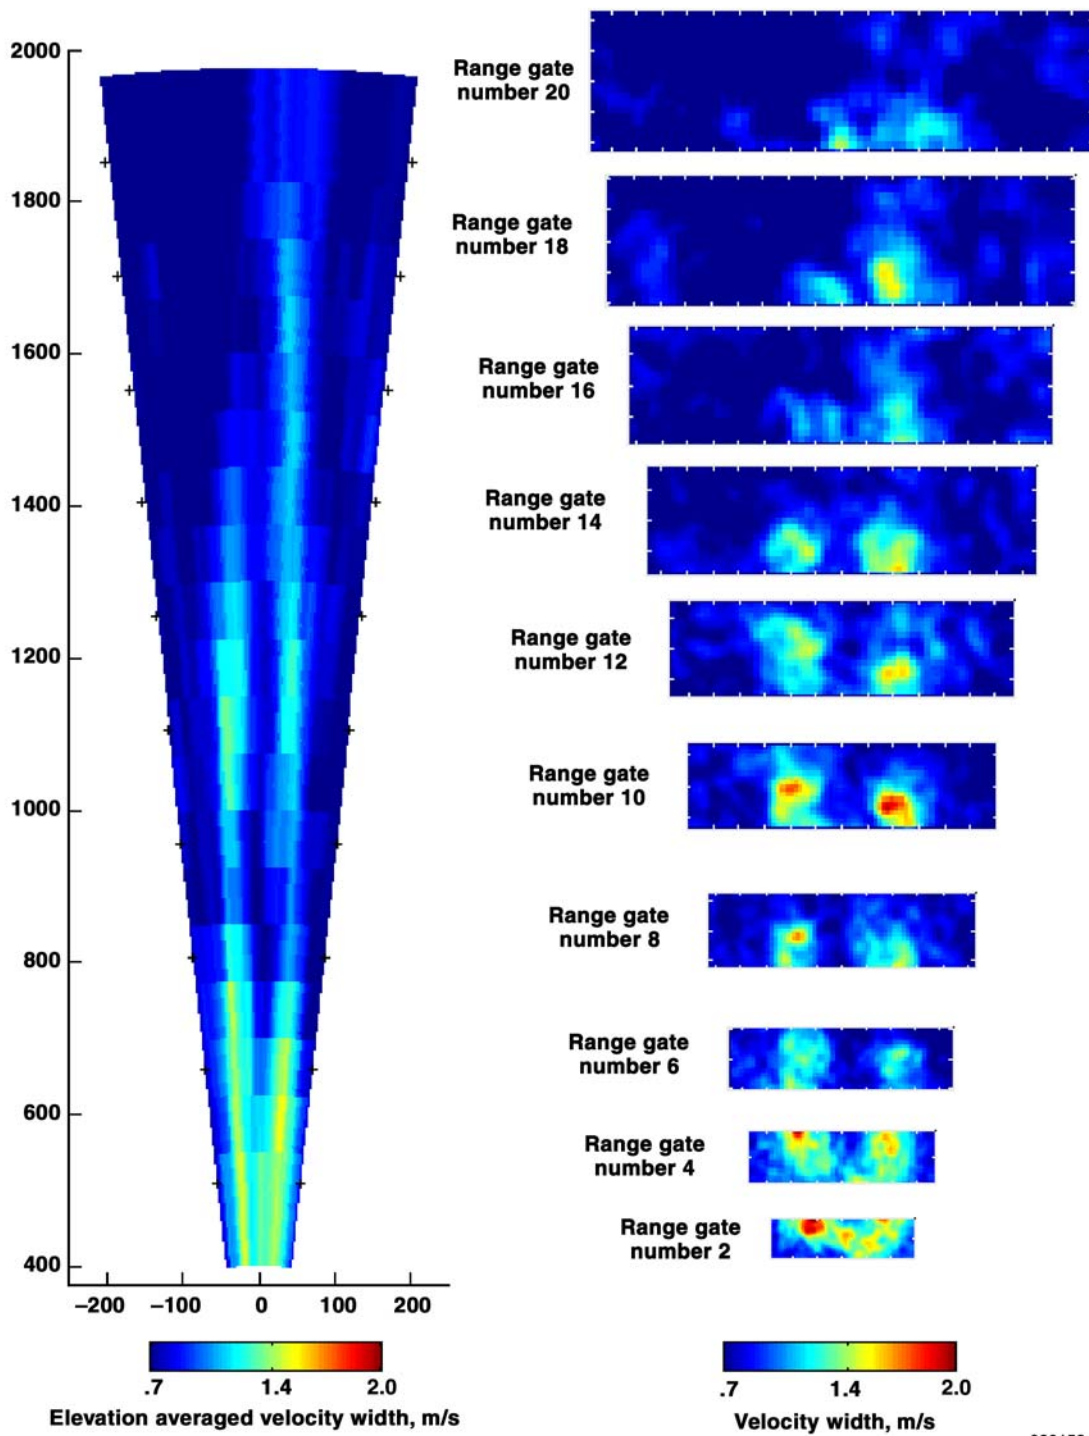 2000
1800
1600
1400
1200
1000
800
600
400
−200
−100
0
100
200
.7
1.4
2.0
Elevation averaged velocity width, m/s
Range gate
number 20
Range gate
number 18
Range gate
number 16
Range gate
number 14
Range gate
number 12
Range gate
number 10
Range gate
number 8
Range gate
number 6
Range gate
number 4
Range gate
number 2
.7
1.4
2.0
Velocity width, m/s